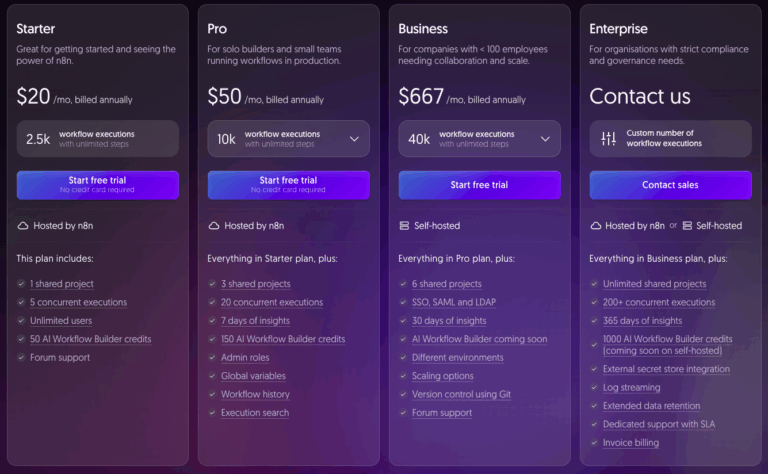 Starter
Great for getting started and seeing the
power of n8n.
$20 /mo, billed annually
2.5k workflow executions
with unlimited steps
Start free trial
No credit card required
Hosted by n8n
This plan includes:
1 shared project
5 concurrent executions
Unlimited users
50 AI Workflow Builder credits
Forum support
Pro
For solo builders and small teams
running workflows in production.
$50 /mo, billed annually
10k workflow executions
with unlimited steps
Start free trial
No credit card required
Hosted by n8n
Everything in Starter plan, plus:
3 shared projects
20 concurrent executions
7 days of insights
150 AI Workflow Builder credits
Admin roles
Global variables
Workflow history
Execution search
Business
For companies with < 100 employees
needing collaboration and scale.
$667 /mo, billed annually
40k workflow executions
with unlimited steps
Start free trial
Self-hosted
Everything in Pro plan, plus:
6 shared projects
SSO, SAML and LDAP
30 days of insights
AI Workflow Builder coming soon
Different environments
Scaling options
Version control using Git
Forum support
Enterprise
For organisations with strict compliance
and governance needs.
Contact us
Custom number of
workflow executions
Contact sales
Hosted by n8n or Self-hosted
Everything in Business plan, plus:
Unlimited shared projects
200+ concurrent executions
365 days of insights
1000 AI Workflow Builder credits
(coming soon on self-hosted)
External secret store integration
Log streaming
Extended data retention
Dedicated support with SLA
Invoice billing